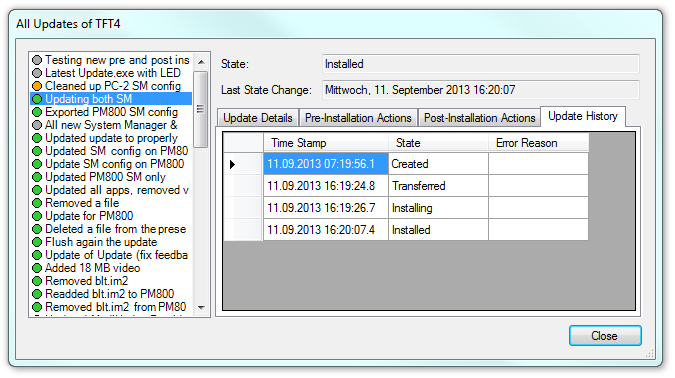 All Updates of TFT4
Testing new pre and post ins
Latest Update.exe with LED
Cleaned up PC-2 SM config
Updating both SM
Exported PM800 SM config
All new System Manager &
Updated update to properly
Updated SM config on PM80
Update SM config on PM800
Updated PM800 SM only
Updated all apps, removed v
Removed a file
Update for PM800
Deleted a file from the prese
Flush again the update
Update of Update (fix feedba
Added 18 MB video
Removed blt.im2
Readded blt.im2 to PM800
Removed blt.im2 from PM80
State:
Installed
Last State Change:
Mittwoch, 11. September 2013 16:20:07
Update Details
Pre-Installation Actions
Post-Installation Actions
Update History
Time Stamp State Error Reason
11.09.2013 07:19:56.1 Created
11.09.2013 16:19:24.8 Transferred
11.09.2013 16:19:26.7 Installing
11.09.2013 16:20:07.4 Installed
Close